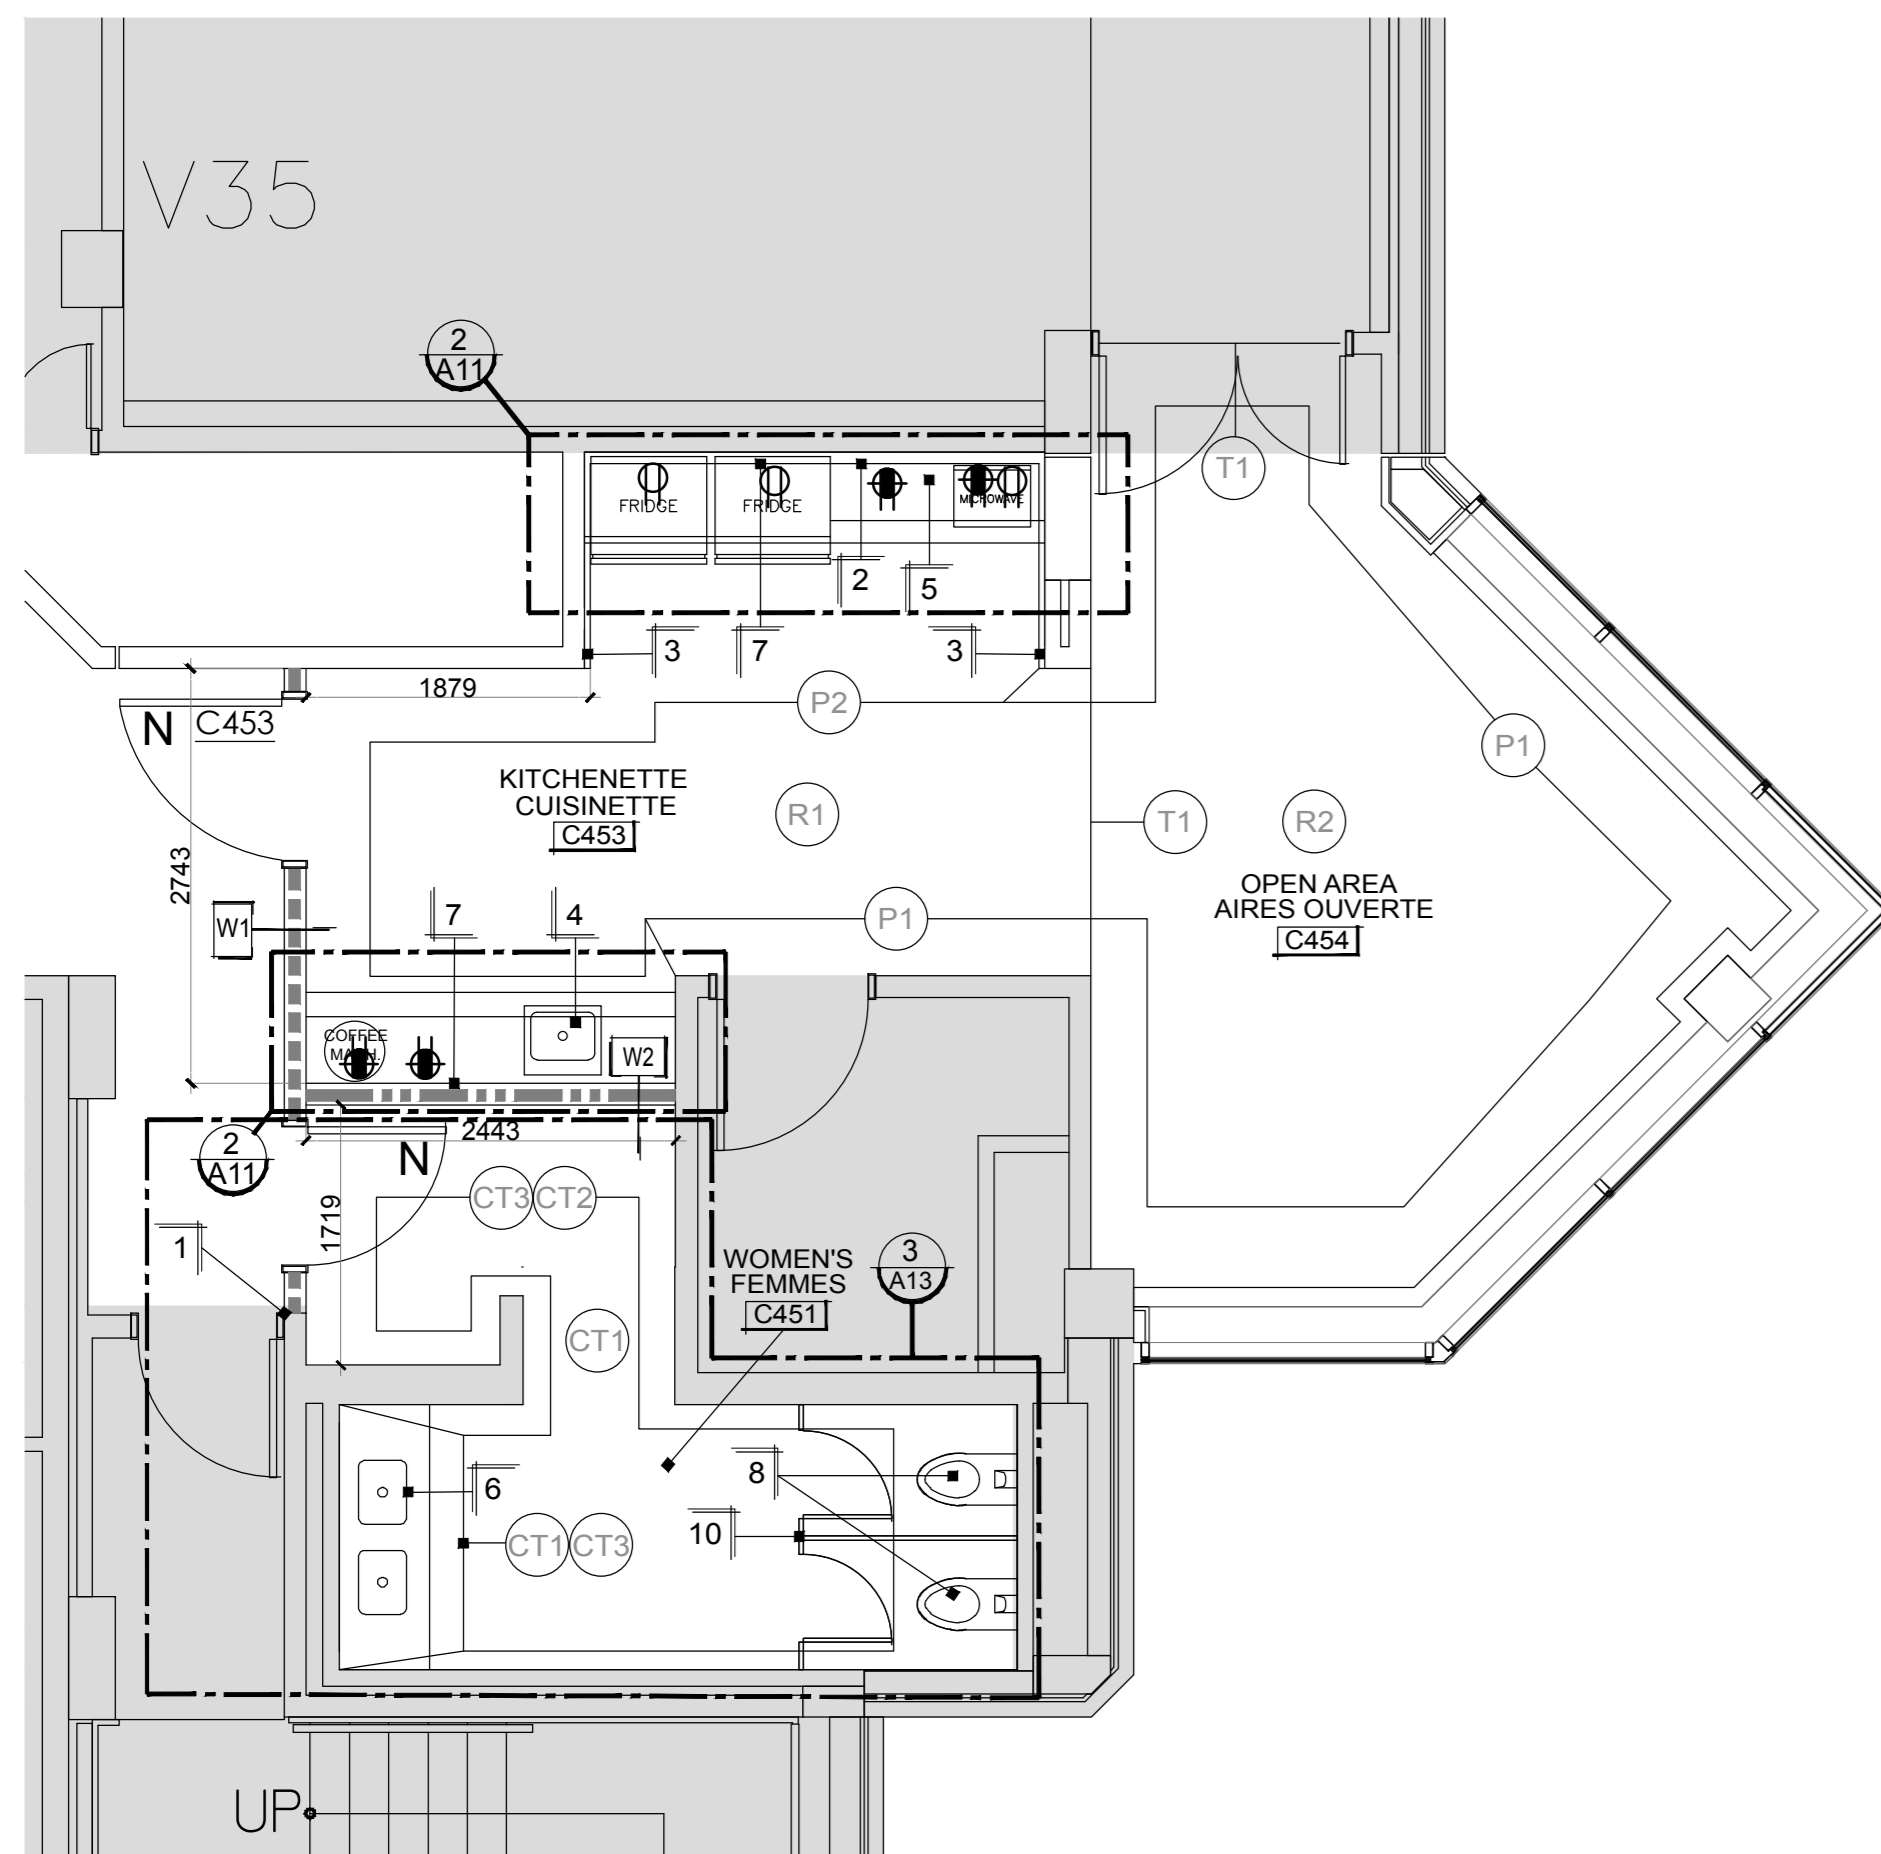 V35
2
A11
T1
FRIDGE
FRIDGE
MICROWAVE
2
5
3
7
3
1879
P2
N
C453
P1
KITCHENETTE
CUISINETTE
C453
R1
T1
R2
2743
OPEN AREA
AIRES OUVERTE
C454
W1
7
4
P1
COFFEE
MACH.
W2
2
A11
2443
N
CT3
CT2
1719
1
WOMEN'S
FEMMES
C451
3
A13
CT1
6
8
10
CT1
CT3
UP